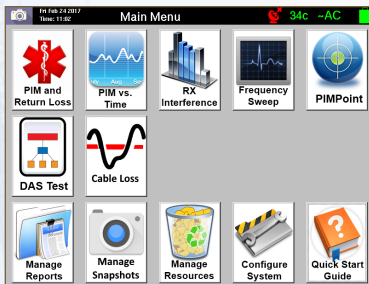 Fri Feb 24 2017
Time: 11:02
Main Menu
34c ~AC
PIM and
Return Loss
Aug
PIM vs.
Time
RX
Interference
Frequency
Sweep
PIMPoint
DAS Test
Cable Loss
Manage
Reports
Manage
Snapshots
Manage
Resources
Configure
System
?
Quick Start
Guide